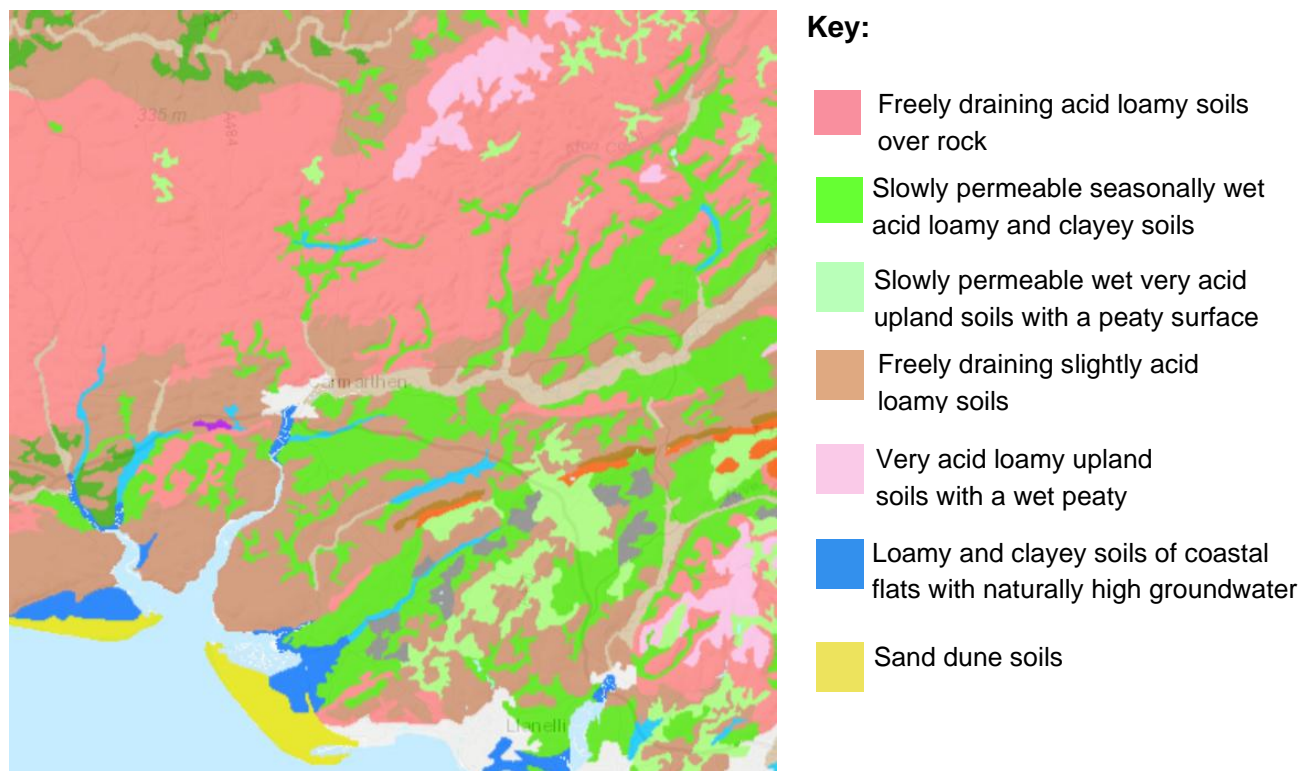 Key:
335 m
A484
Freely draining acid loamy soils
over rock
Slowly permeable seasonally wet
acid loamy and clayey soils
Slowly permeable wet very acid
upland soils with a peaty surface
Freely draining slightly acid
loamy soils
Carmarthen
Very acid loamy upland
soils with a wet peaty
Loamy and clayey soils of coastal
flats with naturally high groundwater
Sand dune soils
Llanelli